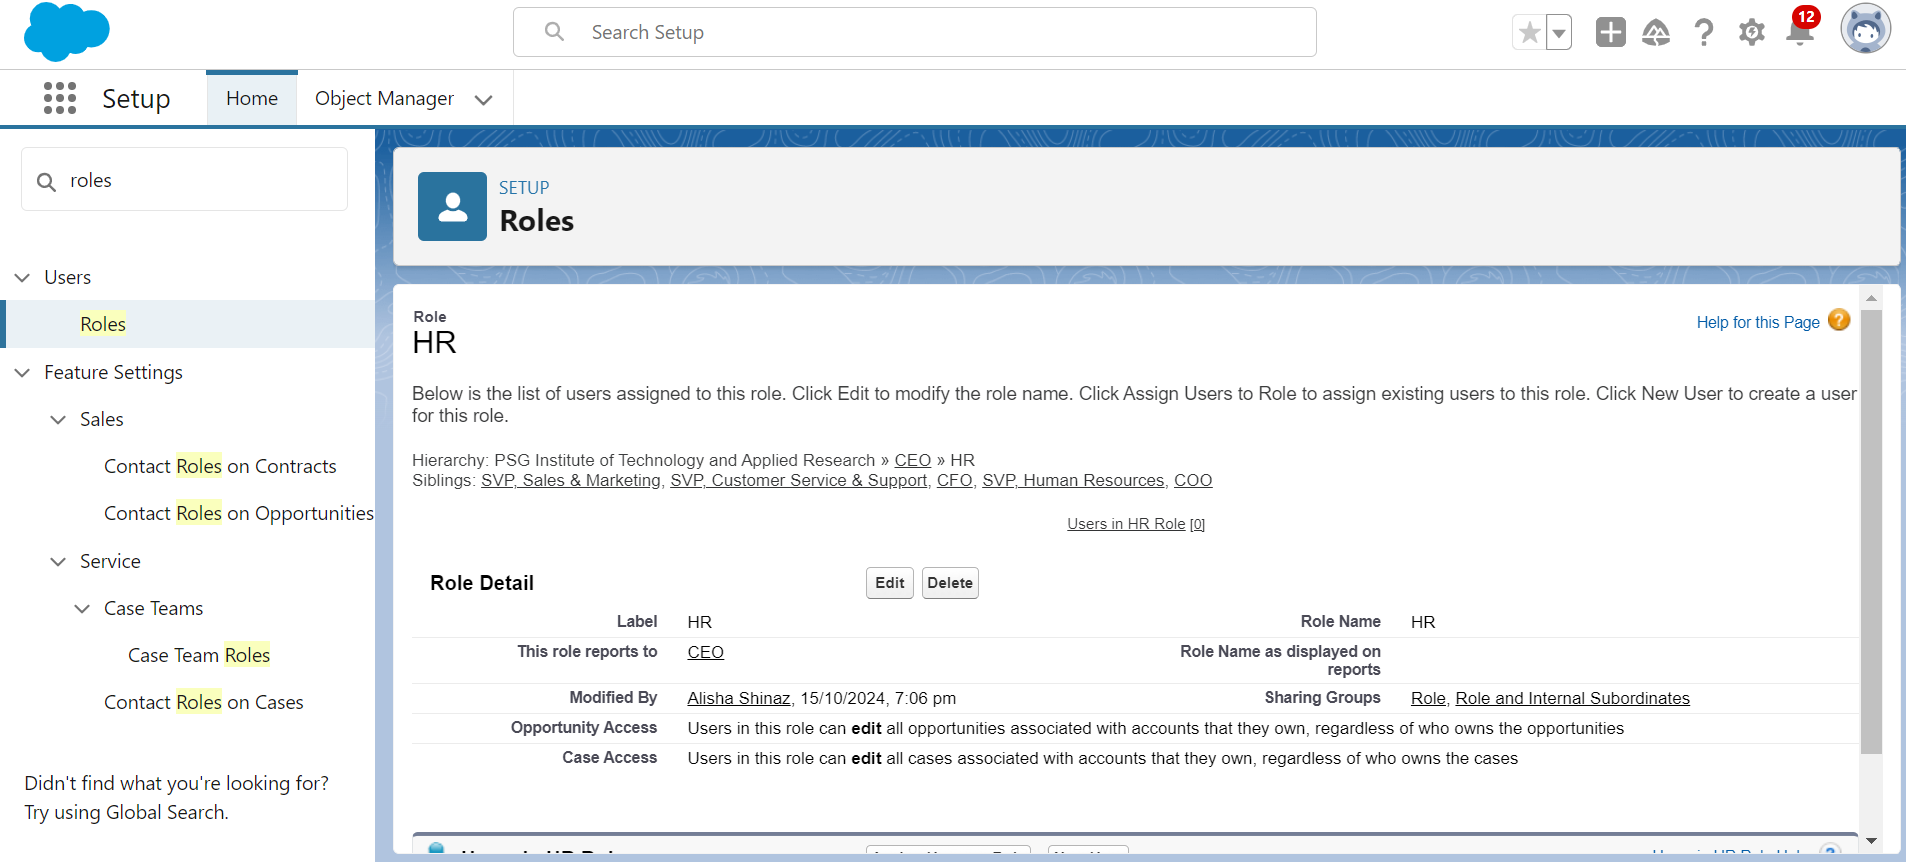 Search Setup
12
Setup
Home
Object Manager
roles
Users
Roles
Feature Settings
Sales
Contact Roles on Contracts
Contact Roles on Opportunities
Service
Case Teams
Case Team Roles
Contact Roles on Cases
Didn't find what you're looking for?
Try using Global Search.
SETUP
Roles
Role
HR
Help for this Page ?
Below is the list of users assigned to this role. Click Edit to modify the role name. Click Assign Users to Role to assign existing users to this role. Click New User to create a user
for this role.
Hierarchy: PSG Institute of Technology and Applied Research » CEO » HR
Siblings: SVP, Sales & Marketing, SVP, Customer Service & Support, CFO, SVP, Human Resources, COO
Users in HR Role [0]
Role Detail Edit Delete
Label HR Role Name HR
This role reports to CEO Role Name as displayed on
reports
Modified By Alisha Shinaz, 15/10/2024, 7:06 pm Sharing Groups Role, Role and Internal Subordinates
Opportunity Access Users in this role can edit all opportunities associated with accounts that they own, regardless of who owns the opportunities
Case Access Users in this role can edit all cases associated with accounts that they own, regardless of who owns the cases